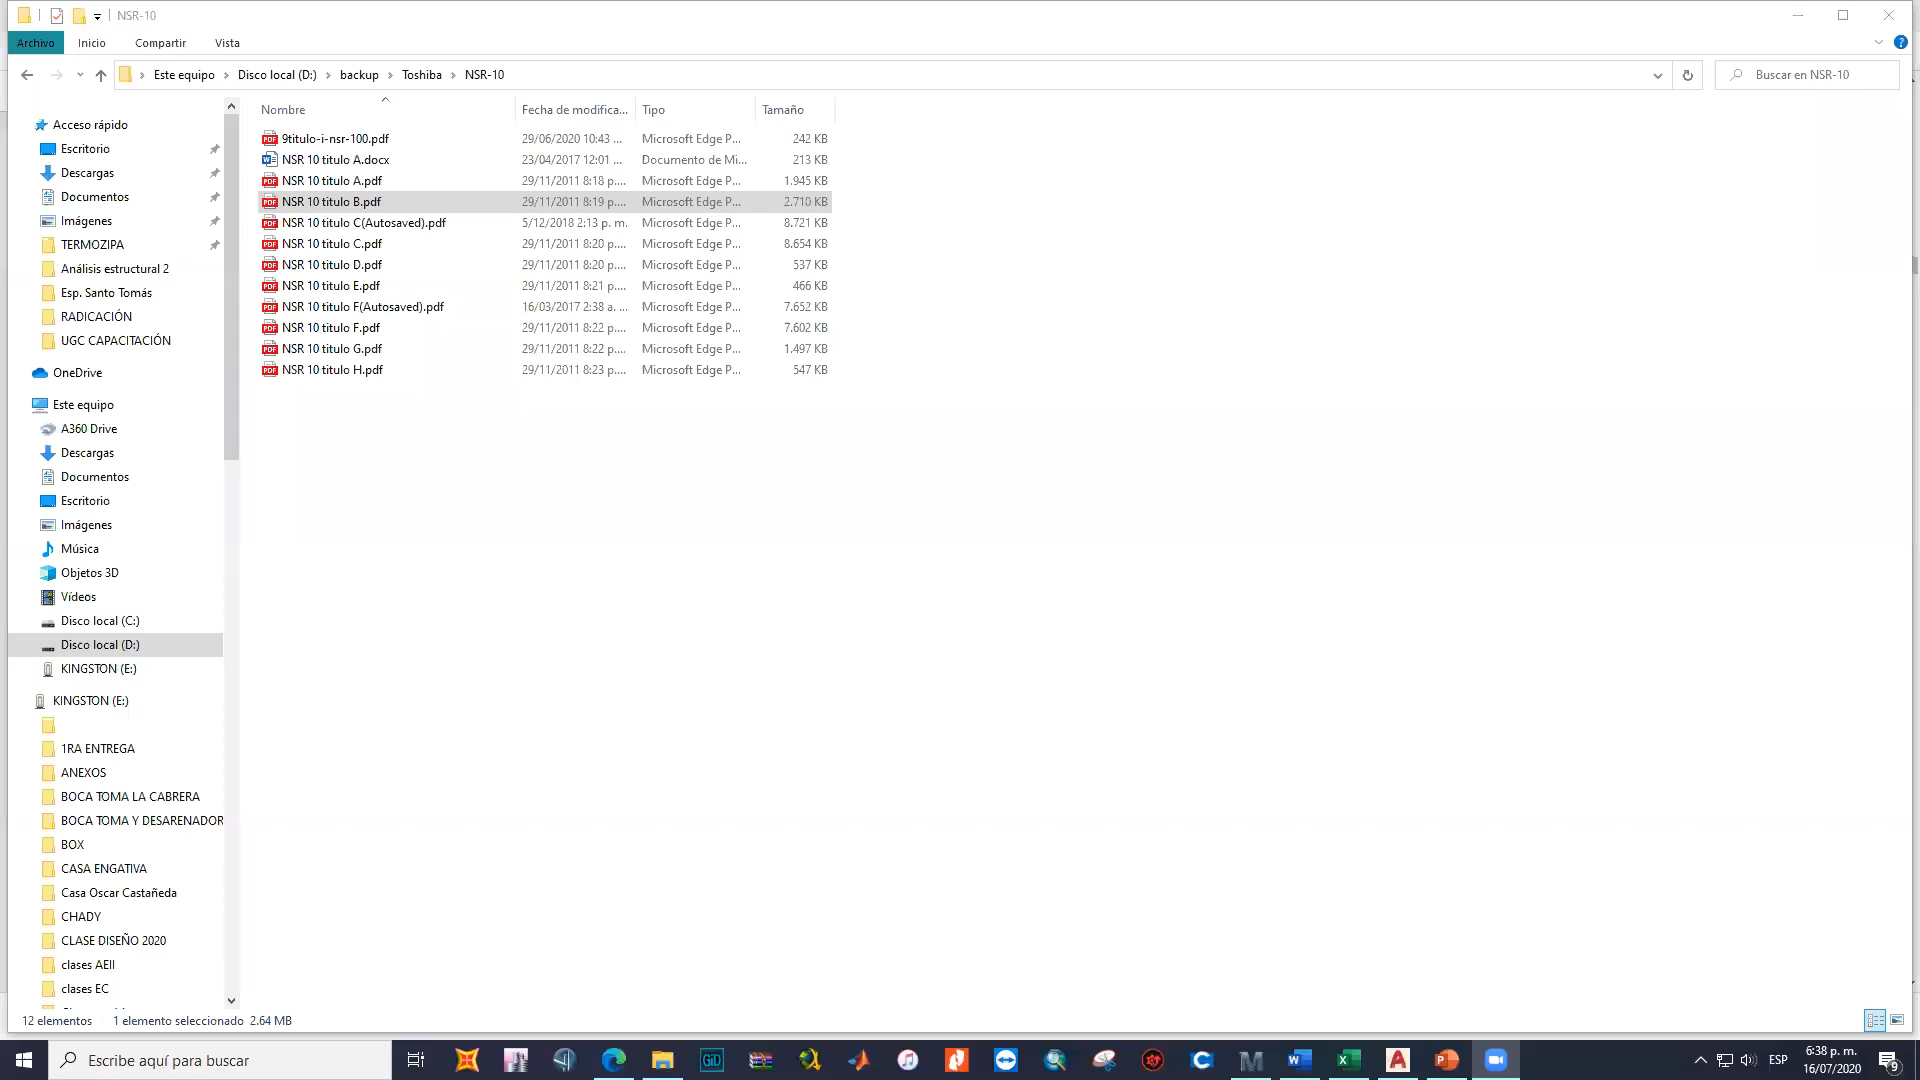 NSR-10
Archivo Inicio Compartir Vista
Este equipo Disco local (D:) backup Toshiba NSR-10 Buscar en NSR-10
Nombre Fecha de modifica... Tipo Tamaño
9titulo-i-nsr-100.pdf 29/06/2020 10:43 ... Microsoft Edge P... 242 KB
NSR 10 titulo A.docx 23/04/2017 12:01 ... Documento de Mi... 213 KB
NSR 10 titulo A.pdf 29/11/2011 8:18 p.... Microsoft Edge P... 1.945 KB
NSR 10 titulo B.pdf 29/11/2011 8:19 p.... Microsoft Edge P... 2.710 KB
NSR 10 titulo C(Autosaved).pdf 5/12/2018 2:13 p. m. Microsoft Edge P... 8.721 KB
NSR 10 titulo C.pdf 29/11/2011 8:20 p.... Microsoft Edge P... 8.654 KB
NSR 10 titulo D.pdf 29/11/2011 8:20 p.... Microsoft Edge P... 537 KB
NSR 10 titulo E.pdf 29/11/2011 8:21 p.... Microsoft Edge P... 466 KB
NSR 10 titulo F(Autosaved).pdf 16/03/2017 2:38 a. ... Microsoft Edge P... 7.652 KB
NSR 10 titulo F.pdf 29/11/2011 8:22 p.... Microsoft Edge P... 7.602 KB
NSR 10 titulo G.pdf 29/11/2011 8:22 p.... Microsoft Edge P... 1.497 KB
NSR 10 titulo H.pdf 29/11/2011 8:23 p.... Microsoft Edge P... 547 KB
Acceso rápido
Escritorio
Descargas
Documentos
Imágenes
TERMOZIPA
Análisis estructural 2
Esp. Santo Tomás
RADICACIÓN
UGC CAPACITACIÓN
OneDrive
Este equipo
A360 Drive
Descargas
Documentos
Escritorio
Imágenes
Música
Objetos 3D
Vídeos
Disco local (C:)
Disco local (D:)
KINGSTON (E:)
KINGSTON (E:)
1RA ENTREGA
ANEXOS
BOCA TOMA LA CABRERA
BOCA TOMA Y DESARENADOR
BOX
CASA ENGATIVA
Casa Oscar Castañeda
CHADY
CLASE DISEÑO 2020
clases AEII
clases EC
12 elementos 1 elemento seleccionado 2.64 MB
Escribe aquí para buscar
GiD
ESP
6:38 p. m.
16/07/2020
9